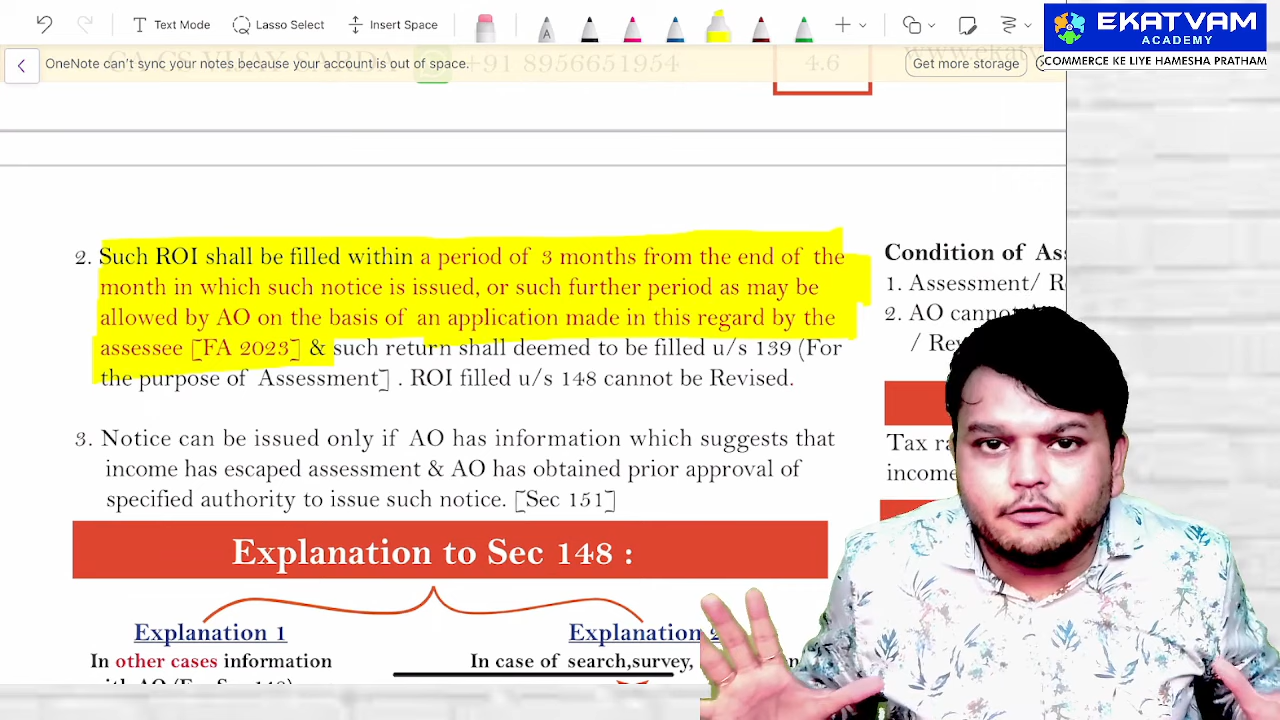 Text Mode Lasso Select Insert Space
EKATVAM
ACADEMY
COMMERCE KE LIYE HAMESHA PRATHAM
OneNote can't sync your notes because your account is out of space.
+91 8956651954
4.6
Get more storage
2. Such ROI shall be filled within a period of 3 months from the end of the
month in which such notice is issued, or such further period as may be
allowed by AO on the basis of an application made in this regard by the
assessee [FA 2023] & such return shall deemed to be filled u/s 139 (For
the purpose of Assessment] . ROI filled u/s 148 cannot be Revised.
3. Notice can be issued only if AO has information which suggests that
income has escaped assessment & AO has obtained prior approval of
specified authority to issue such notice. [Sec 151]
Explanation to Sec 148 :
Explanation 1
In other cases information
Explanation 2
In case of search,survey,
Condition of
1. Assessment/
2. AO
Tax
income